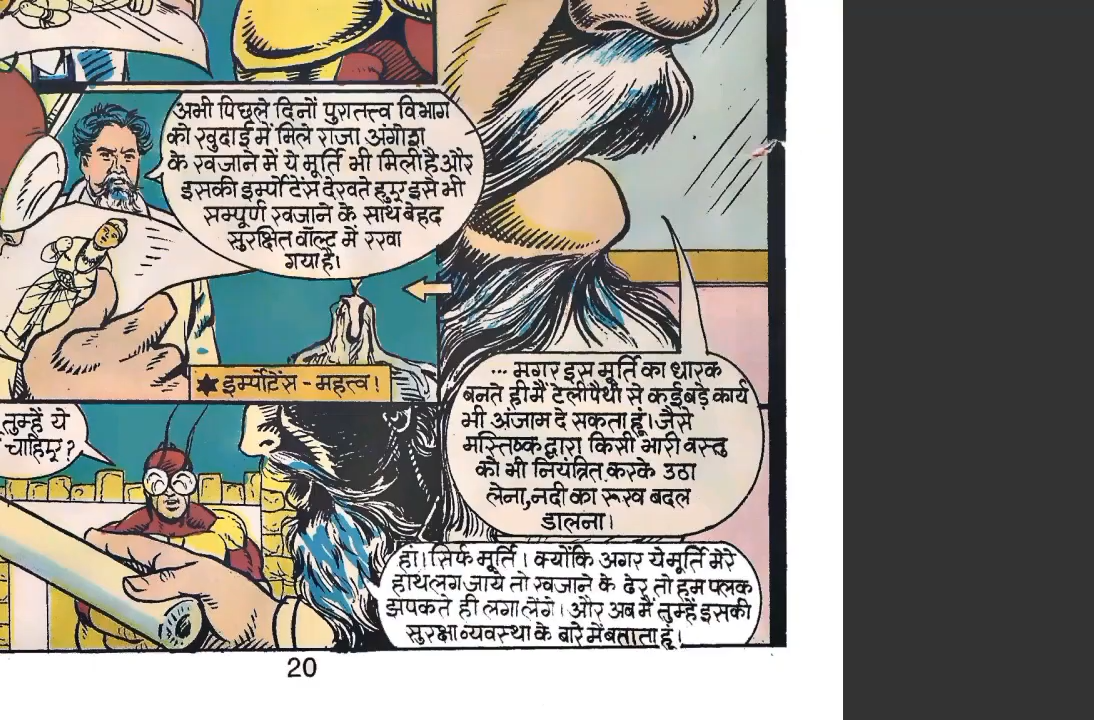 अभी पिछले दिनों पुरातत्त्व विभाग
को खुदाई में मिले राजा अंगोझा
के खजाने में ये मूर्ति भी मिली है और
इसकी इम्पोर्टेंस देखते हुए इसे भी
सम्पूर्ण खजाने के साथ बेहद
सुरक्षित वॉल्ट में रखा
गया है।
★ इम्पोर्टेंस - महत्त्व !
... मगर इस मूर्ति का धारक
बनते ही मैं टेलीपैथी से कई बड़े कार्य
भी अंजाम दे सकता हूं। जैसे
मस्तिष्क द्वारा किसी भारी वस्तु
को भी नियंत्रित करके उठा
लेना, नदी का रूख बदल
डालना।
तुम्हें ये
चाहिए?
हां। सिर्फ मूर्ति। क्योंकि अगर ये मूर्ति मेरे
हाथ लग जाये तो खजाने के ढेर तो हम पलक
झपकते ही लगा लेंगे। और अब मैं तुम्हें इसकी
सुरक्षा व्यवस्था के बारे में बताता हूं।
20